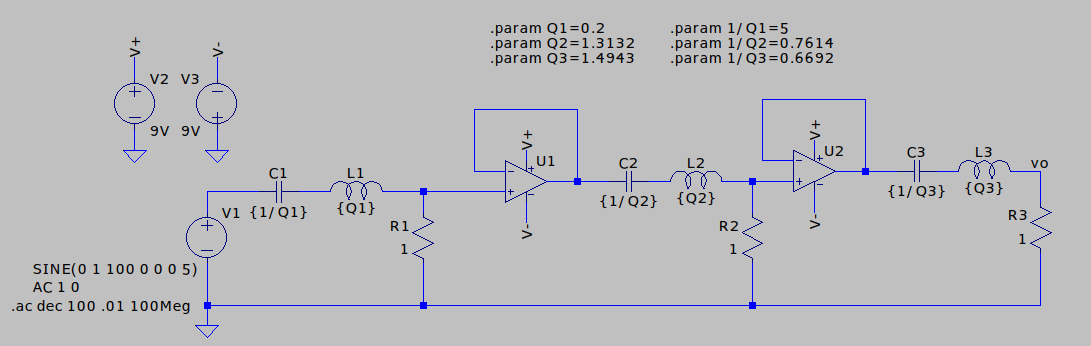 .param Q1=0.2
.param 1/Q1=5
.param Q2=1.3132
.param 1/Q2=0.7614
.param Q3=1.4943
.param 1/Q3=0.6692
V+
V-
V2
V3
9V
9V
V+
U1
V-
V+
U2
V-
C1
L1
{1/Q1}
{Q1}
C2
L2
{1/Q2}
{Q2}
C3
L3
vo
{1/Q3}
{Q3}
V1
R1
1
R2
1
R3
1
+
−
+
−
−
+
−
+
+
−
−
+
+
−
−
+
SINE(0 1 100 0 0 0 5)
AC 1 0
.ac dec 100 .01 100Meg